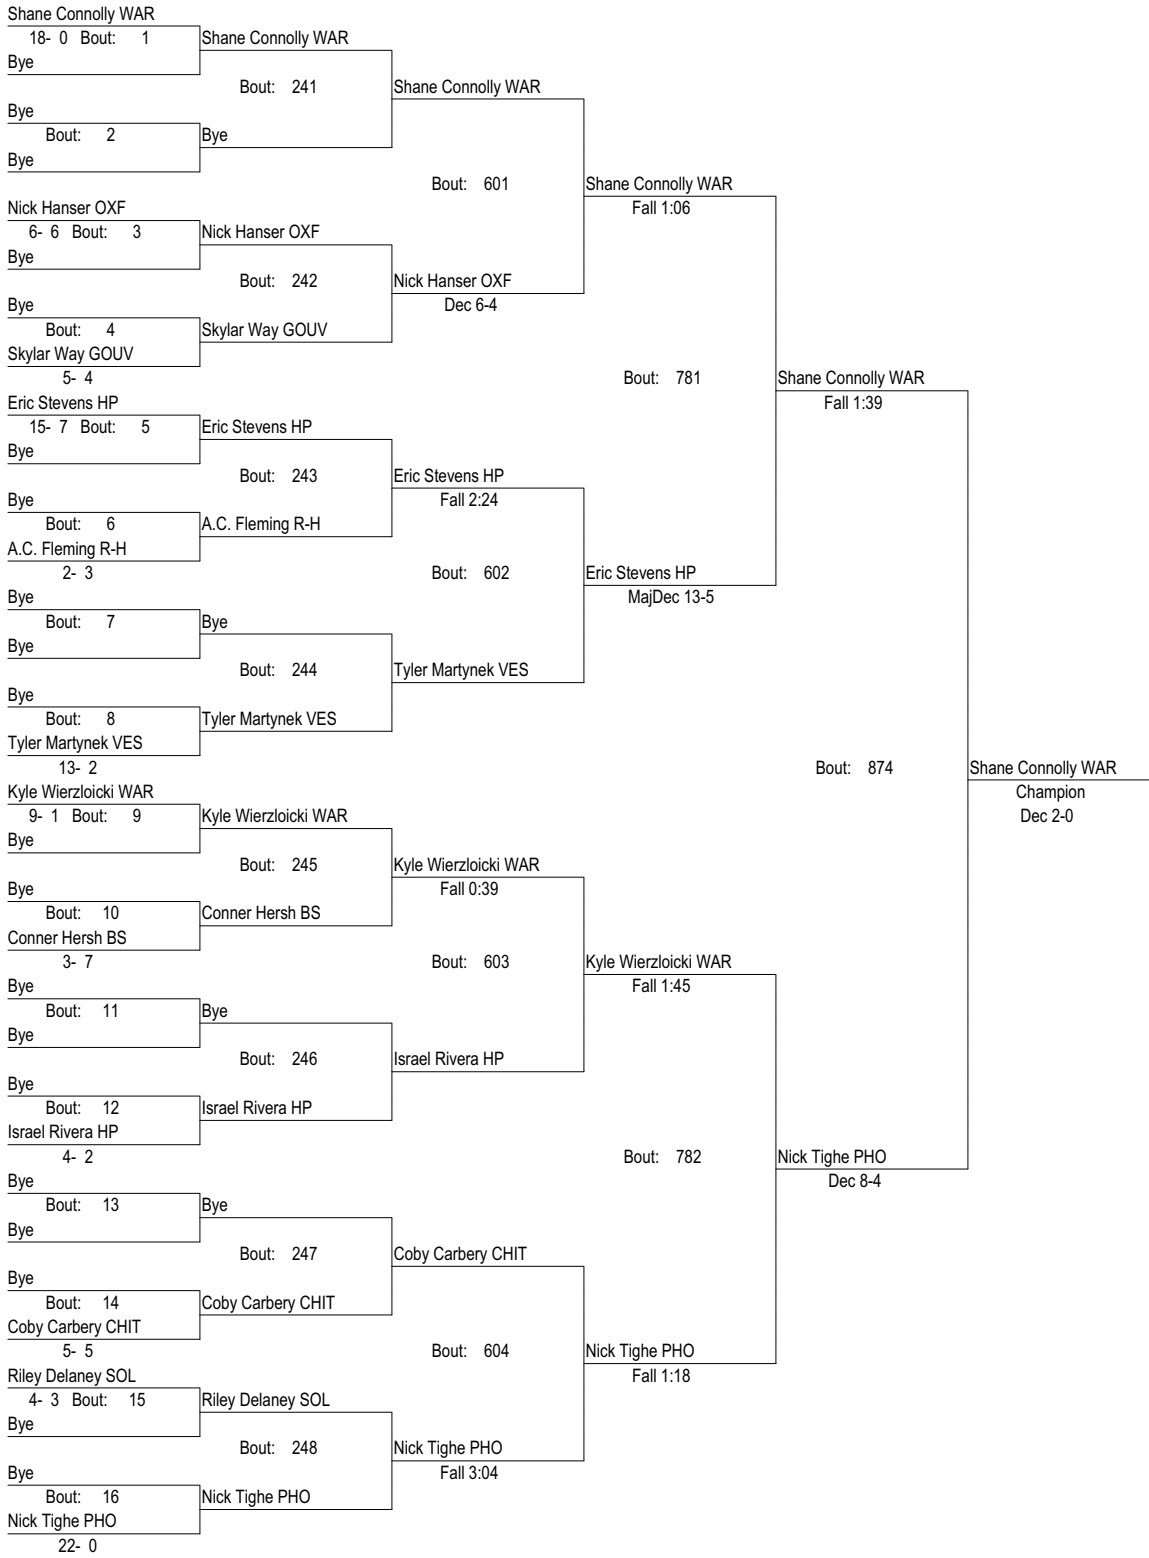 Shane Connolly WAR
18- 0 Bout: 1 Shane Connolly WAR
Bye
Bout: 241 Shane Connolly WAR
Bye
Bout: 2 Bye
Bye
Bout: 601 Shane Connolly WAR
Fall 1:06
Nick Hanser OXF
6- 6 Bout: 3 Nick Hanser OXF
Bye
Bout: 242 Nick Hanser OXF
Dec 6-4
Bye
Bout: 4 Skylar Way GOUV
Skylar Way GOUV
5- 4
Bout: 781 Shane Connolly WAR
Fall 1:39
Eric Stevens HP
15- 7 Bout: 5 Eric Stevens HP
Bye
Bout: 243 Eric Stevens HP
Fall 2:24
Bye
Bout: 6 A.C. Fleming R-H
A.C. Fleming R-H
2- 3
Bout: 602 Eric Stevens HP
MajDec 13-5
Bye
Bout: 7 Bye
Bye
Bout: 244 Tyler Martynek VES
Bye
Bout: 8 Tyler Martynek VES
Tyler Martynek VES
13- 2
Bout: 874 Shane Connolly WAR
Champion
Dec 2-0
Kyle Wierzloicki WAR
9- 1 Bout: 9 Kyle Wierzloicki WAR
Bye
Bout: 245 Kyle Wierzloicki WAR
Fall 0:39
Bye
Bout: 10 Conner Hersh BS
Conner Hersh BS
3- 7
Bout: 603 Kyle Wierzloicki WAR
Fall 1:45
Bye
Bout: 11 Bye
Bye
Bout: 246 Israel Rivera HP
Bye
Bout: 12 Israel Rivera HP
Israel Rivera HP
4- 2
Bout: 782 Nick Tighe PHO
Dec 8-4
Bye
Bout: 13 Bye
Bye
Bout: 247 Coby Carbery CHIT
Bye
Bout: 14 Coby Carbery CHIT
Coby Carbery CHIT
5- 5
Bout: 604 Nick Tighe PHO
Fall 1:18
Riley Delaney SOL
4- 3 Bout: 15 Riley Delaney SOL
Bye
Bout: 248 Nick Tighe PHO
Fall 3:04
Bye
Bout: 16 Nick Tighe PHO
Nick Tighe PHO
22- 0